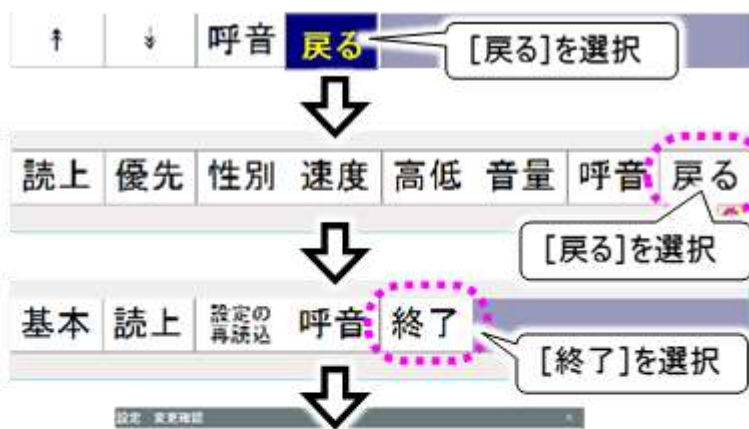 ↟ ↡ 呼音 戻る [戻る]を選択
読上 優先 性別 速度 高低 音量 呼音 戻る
[戻る]を選択
基本 読上 設定の再読込 呼音 終了
[終了]を選択
設定 変更確認 ×